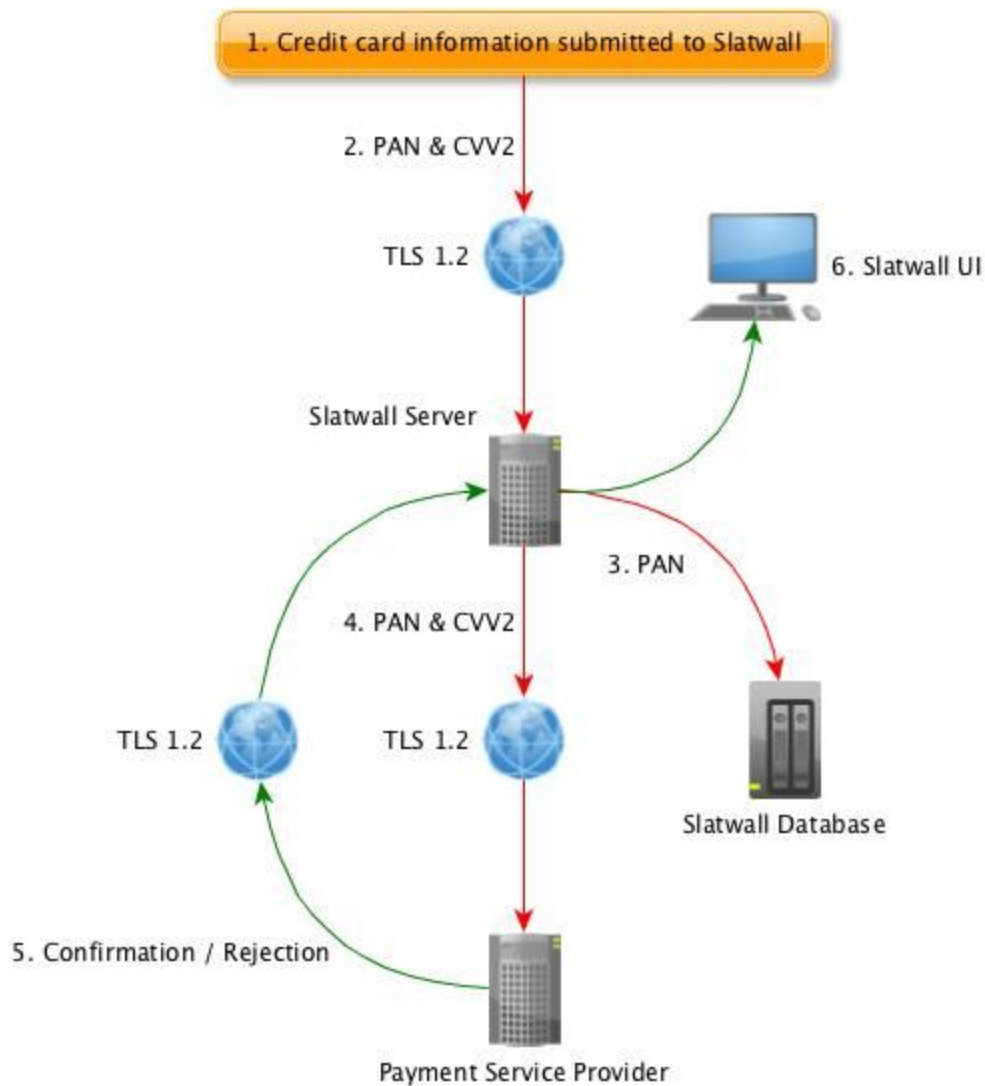 1. Credit card information submitted to Slatwall
2. PAN & CVV2
TLS 1.2
6. Slatwall UI
Slatwall Server
3. PAN
4. PAN & CVV2
TLS 1.2
TLS 1.2
Slatwall Database
5. Confirmation / Rejection
Payment Service Provider